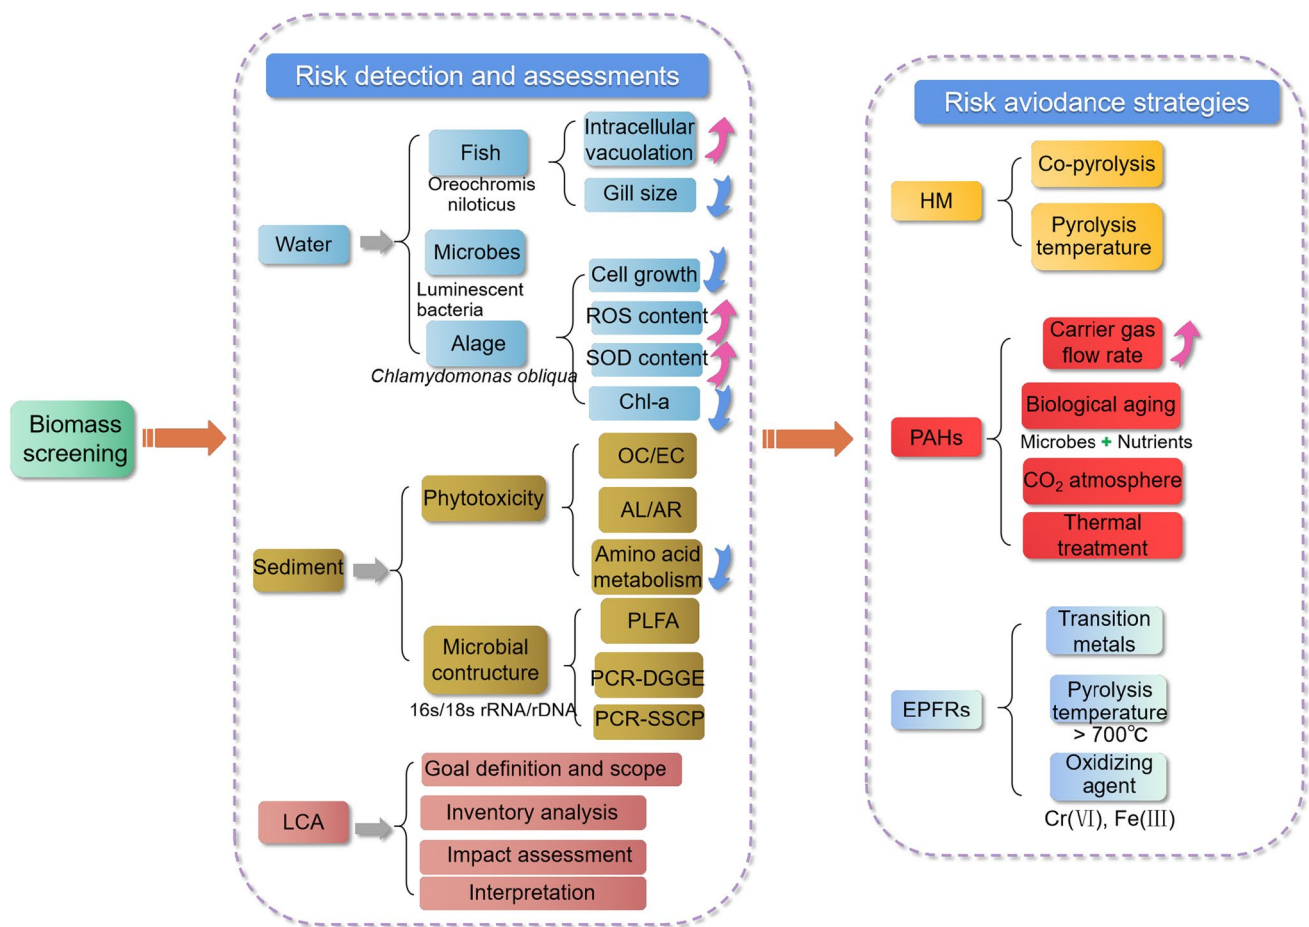 Biomass
screening
Risk detection and assessments
Water
Fish
Oreochromis
niloticus
Intracellular
vacuolation
Gill size
Microbes
Luminescent
bacteria
Alage
Chlamydomonas obliqua
Cell growth
ROS content
SOD content
Chl-a
Sediment
Phytotoxicity
OC/EC
AL/AR
Amino acid
metabolism
Microbial
contructure
16s/18s rRNA/rDNA
PLFA
PCR-DGGE
PCR-SSCP
LCA
Goal definition and scope
Inventory analysis
Impact assessment
Interpretation
Risk aviodance strategies
HM
Co-pyrolysis
Pyrolysis
temperature
PAHs
Carrier gas
flow rate
Biological aging
Microbes + Nutrients
CO₂ atmosphere
Thermal
treatment
EPFRs
Transition
metals
Pyrolysis
temperature
> 700℃
Oxidizing
agent
Cr(Ⅵ), Fe(Ⅲ)